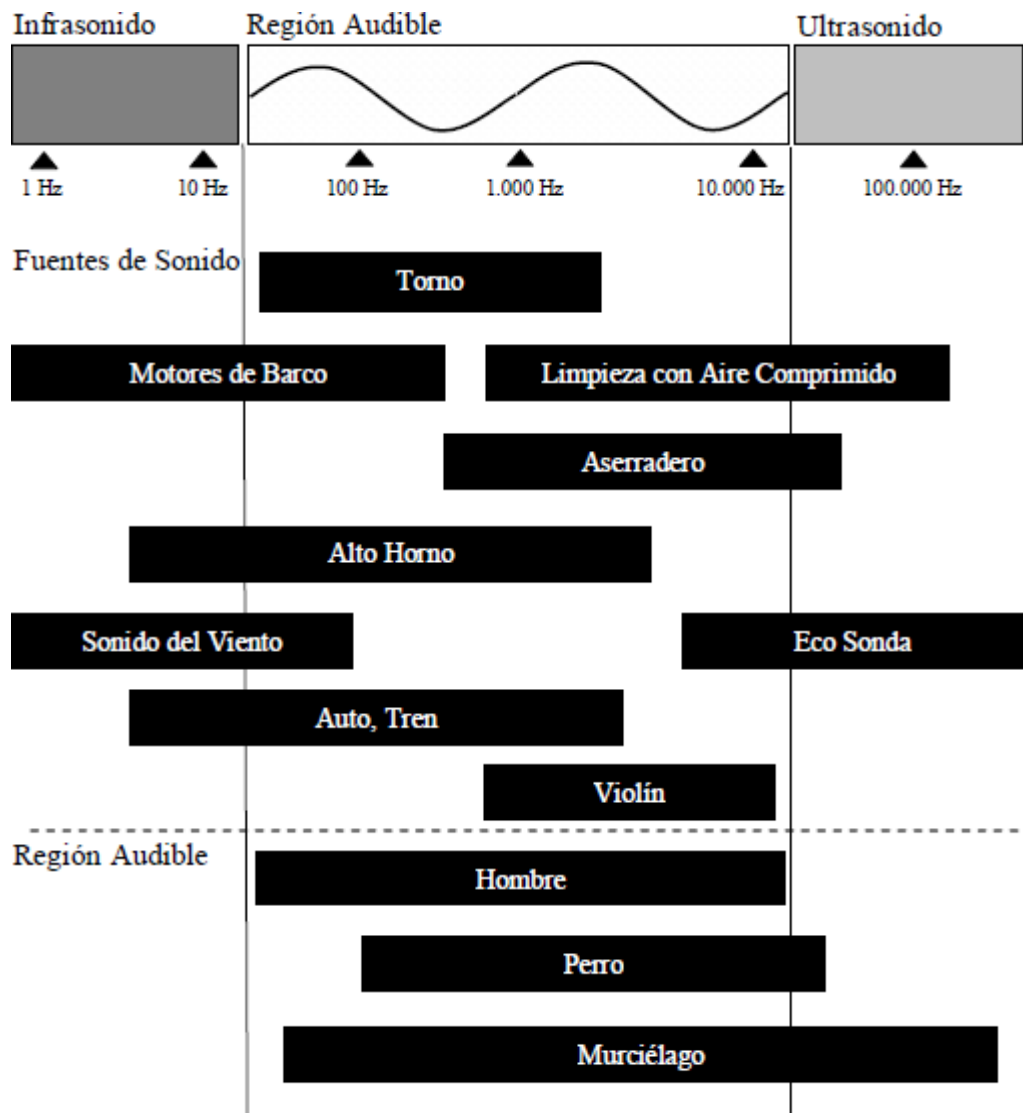 Infrasonido
Región Audible
Ultrasonido
1 Hz
10 Hz
100 Hz
1.000 Hz
10.000 Hz
100.000 Hz
Fuentes de Sonido
Torno
Motores de Barco
Limpieza con Aire Comprimido
Aserradero
Alto Horno
Sonido del Viento
Eco Sonda
Auto, Tren
Violín
Región Audible
Hombre
Perro
Murciélago